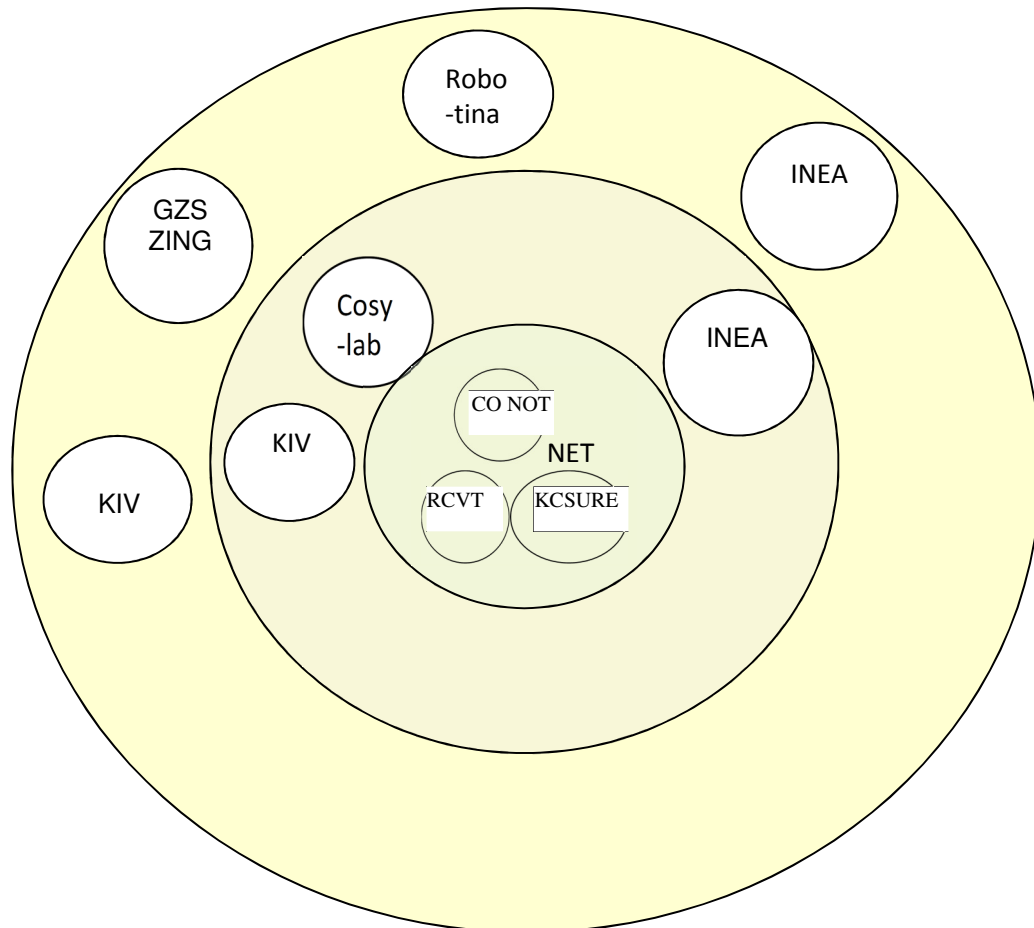 Robo
-tina
INEA
GZS
ZING
Cosy
-lab
INEA
CO NOT
KIV
NET
KIV
RCVT
KCSURE